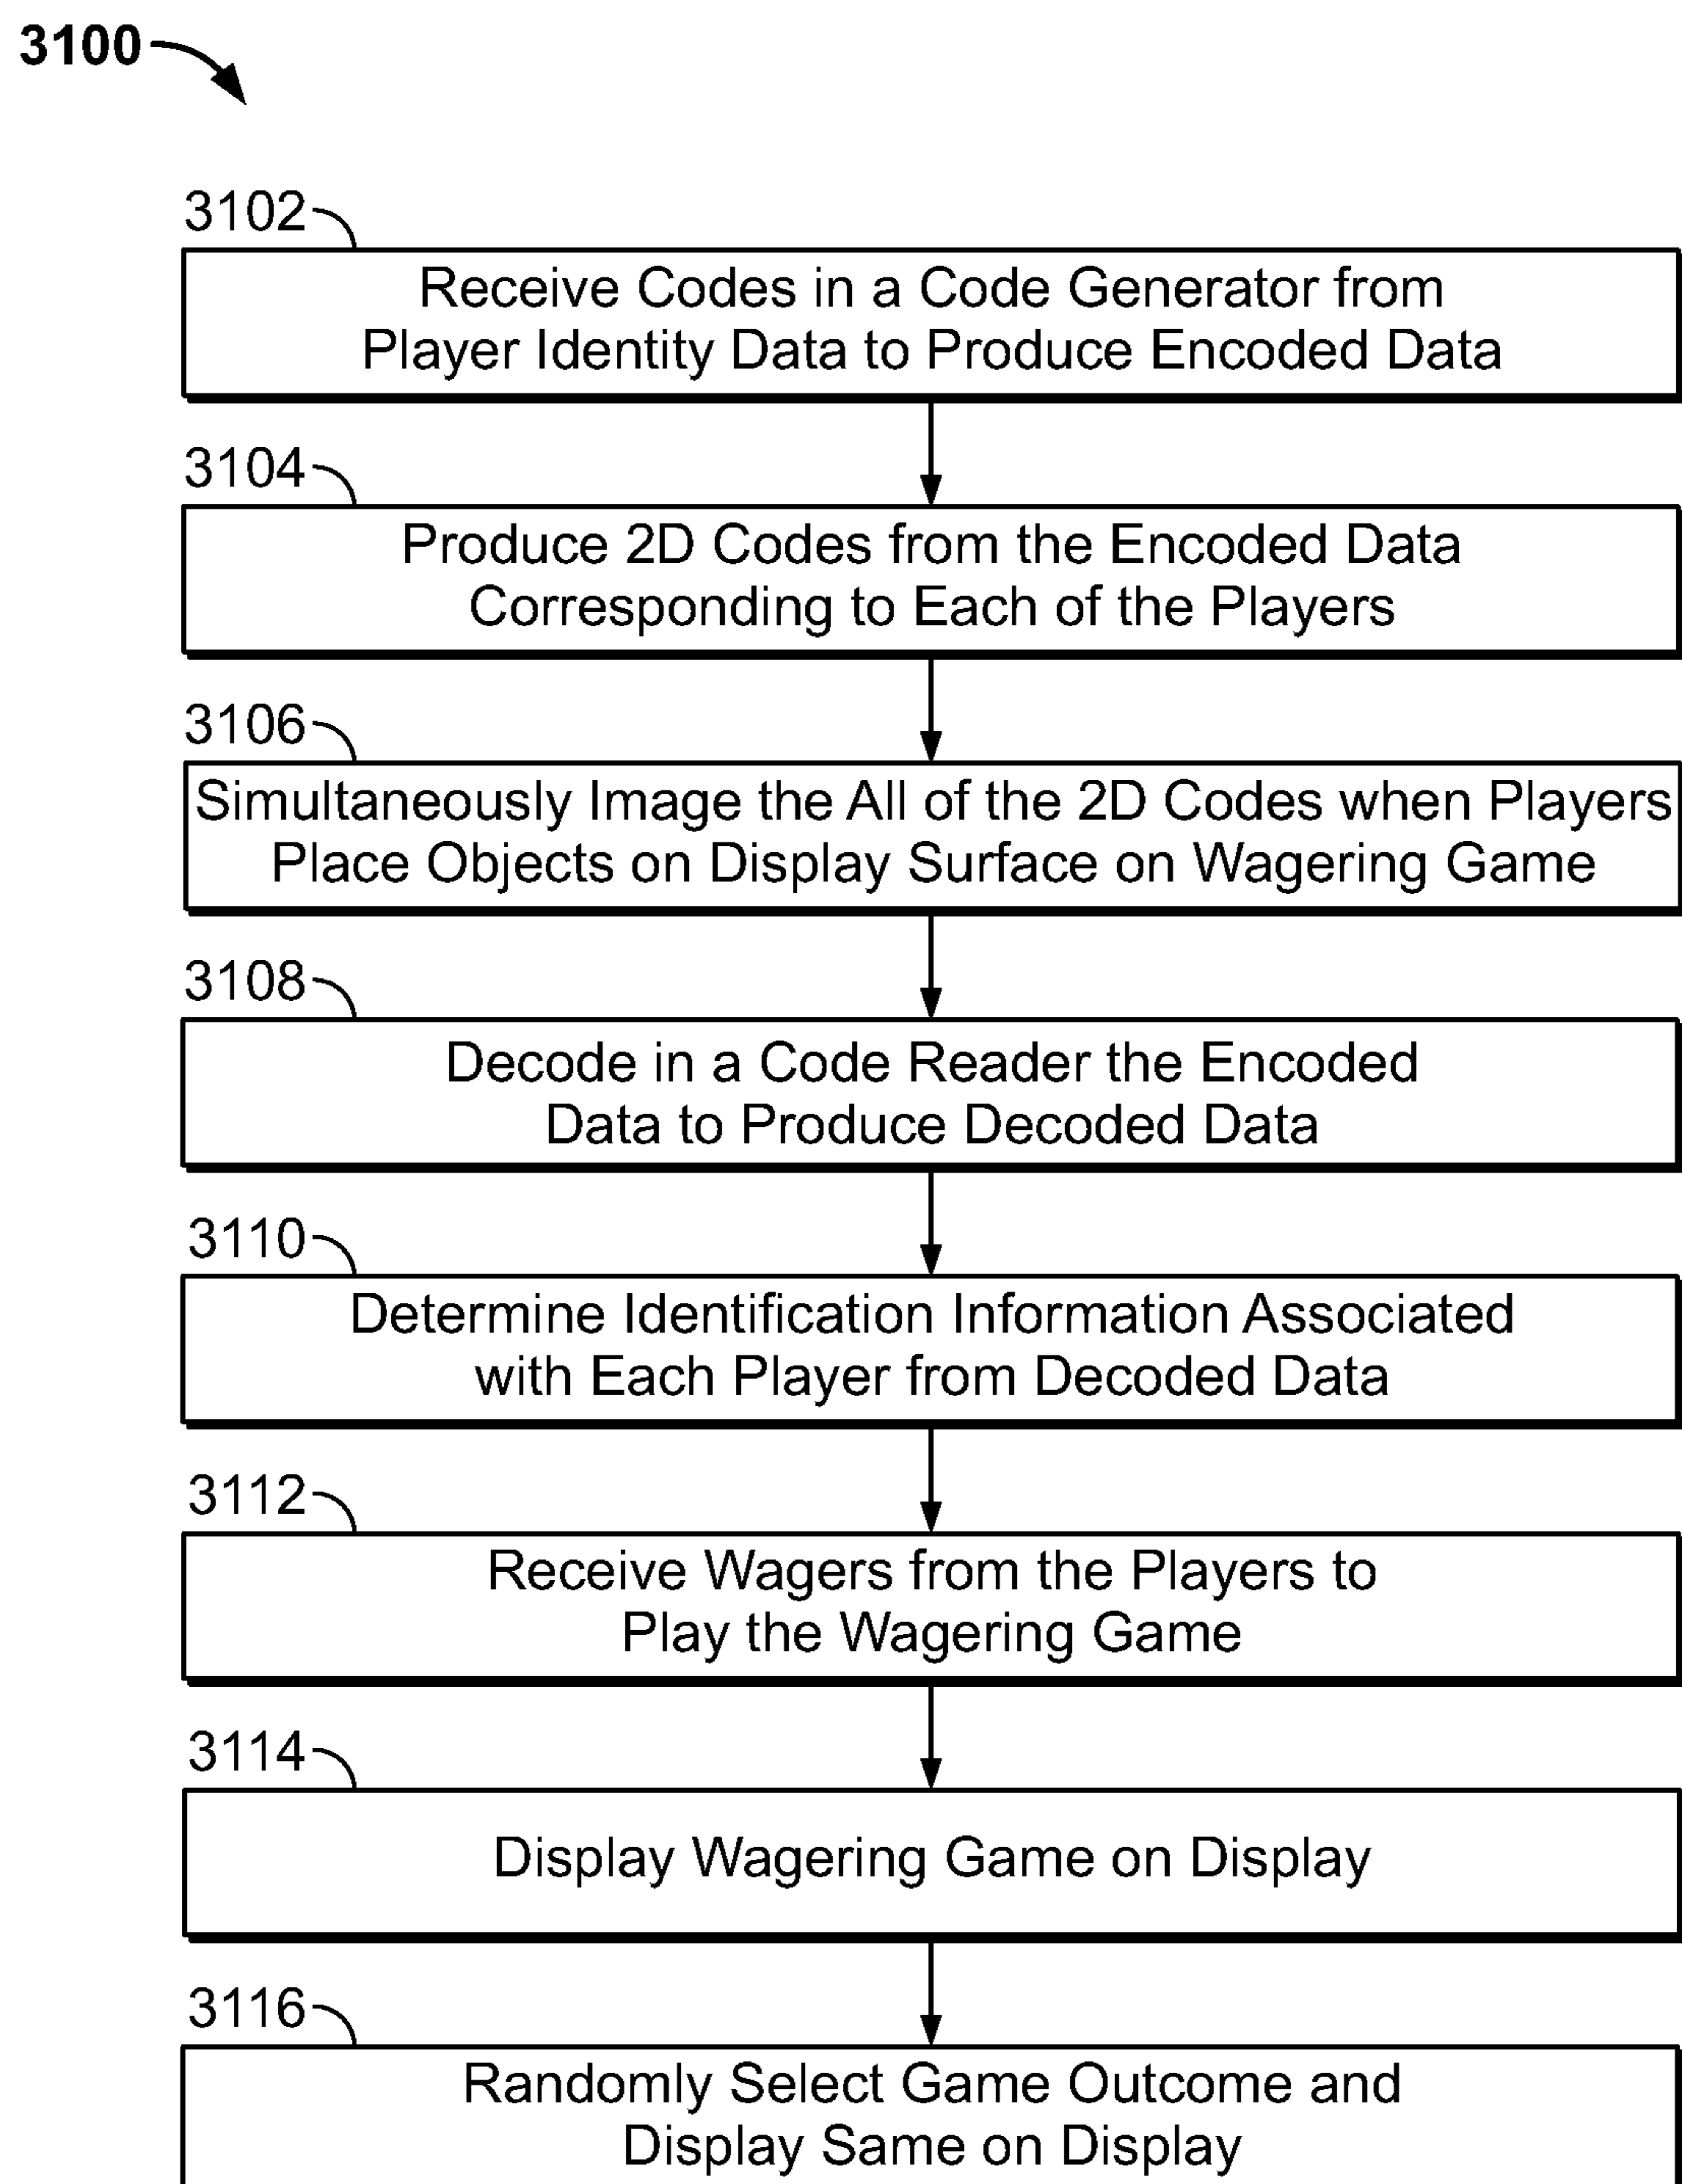 3100
3102
Receive Codes in a Code Generator from
Player Identity Data to Produce Encoded Data
3104
Produce 2D Codes from the Encoded Data
Corresponding to Each of the Players
3106
Simultaneously Image the All of the 2D Codes when Players
Place Objects on Display Surface on Wagering Game
3108
Decode in a Code Reader the Encoded
Data to Produce Decoded Data
3110
Determine Identification Information Associated
with Each Player from Decoded Data
3112
Receive Wagers from the Players to
Play the Wagering Game
3114
Display Wagering Game on Display
3116
Randomly Select Game Outcome and
Display Same on Display